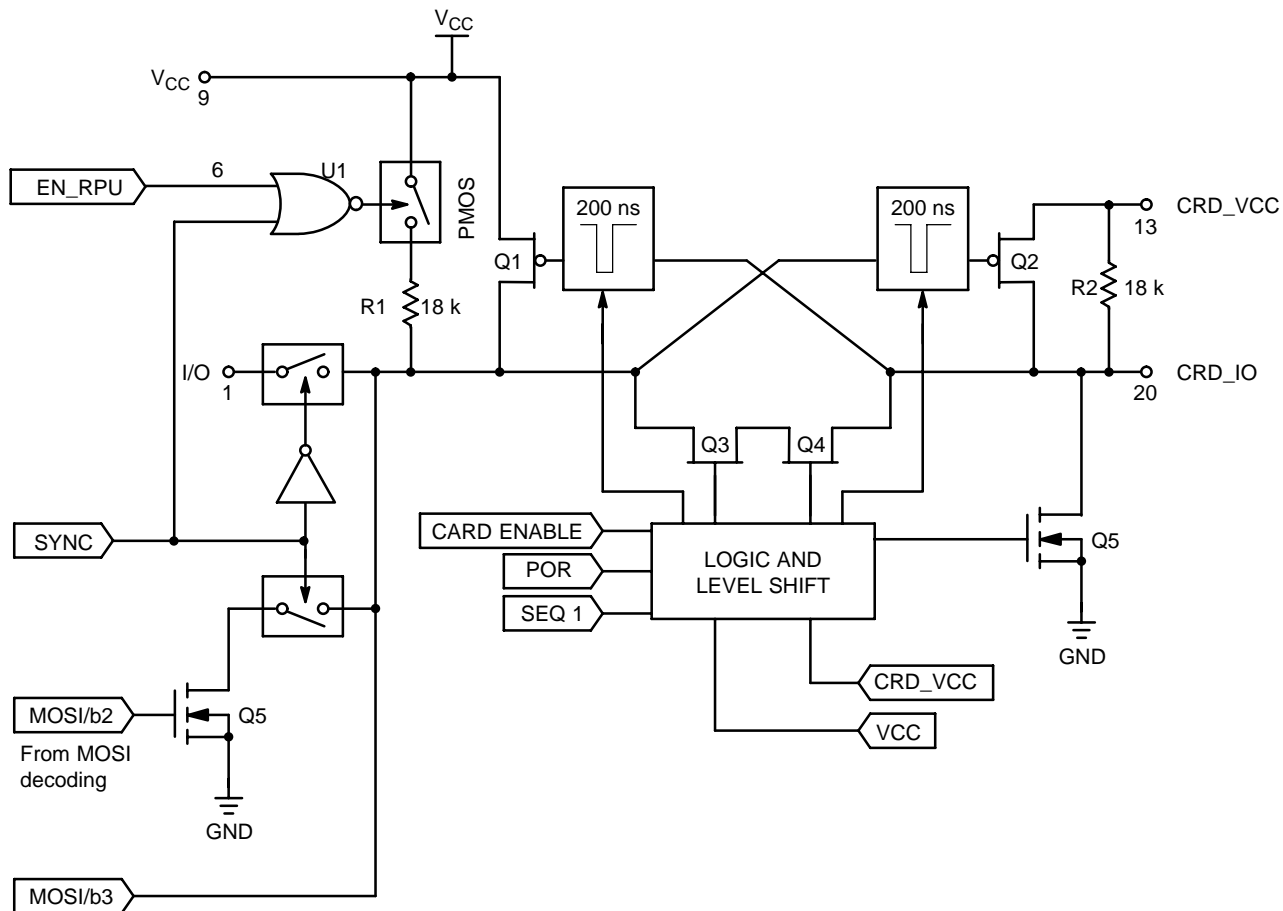 VCC
VCC
9
EN_RPU
6
U1
PMOS
200 ns
200 ns
CRD_VCC
13
Q1
Q2
R1
18 k
R2
18 k
I/O
1
CRD_IO
20
Q3
Q4
SYNC
CARD ENABLE
POR
SEQ 1
LOGIC AND
LEVEL SHIFT
Q5
GND
CRD_VCC
VCC
MOSI/b2
Q5
From MOSI
decoding
GND
MOSI/b3